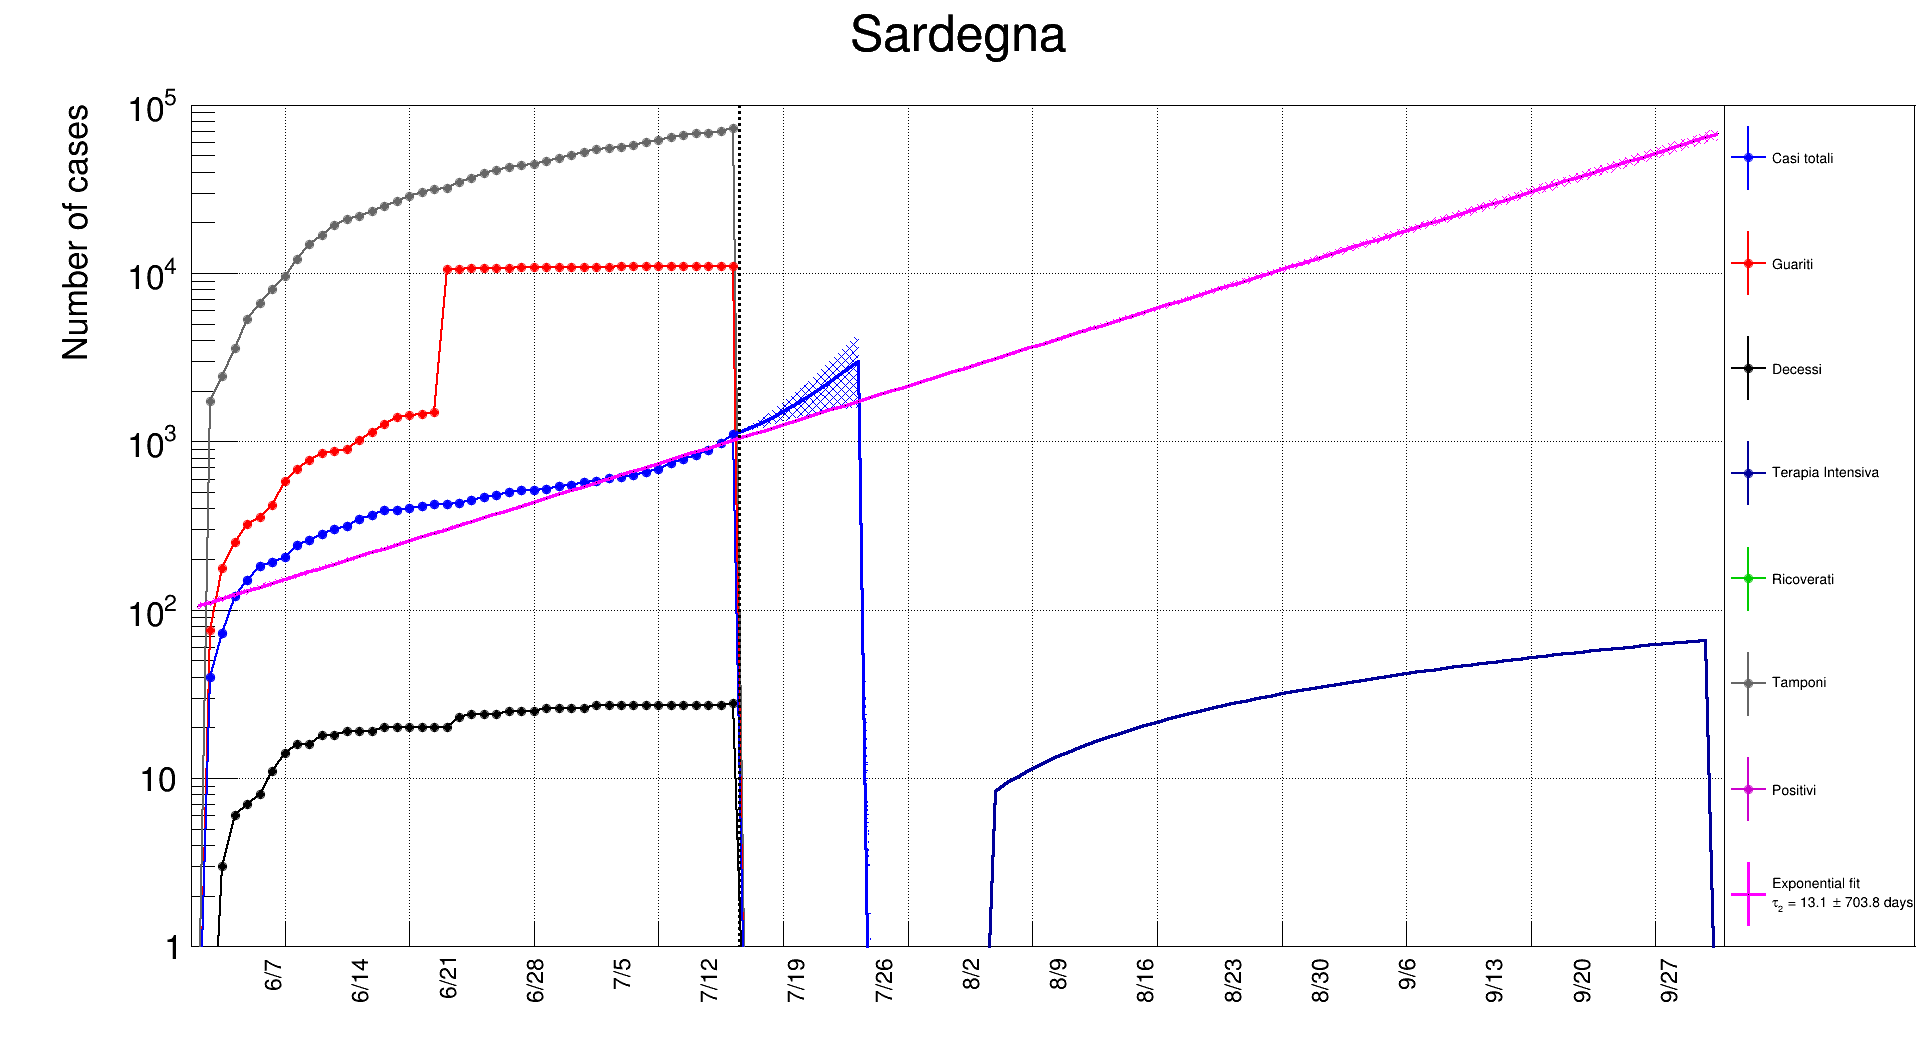 Sardegna
Number of cases
10^5
10^4
10^3
10^2
10
1
6/7
6/14
6/21
6/28
7/5
7/12
7/19
7/26
8/2
8/9
8/16
8/23
8/30
9/6
9/13
9/20
9/27
Casi totali
Guariti
Decessi
Terapia Intensiva
Ricoverati
Tamponi
Positivi
Exponential fit
τ_2 = 13.1 ± 703.8 days